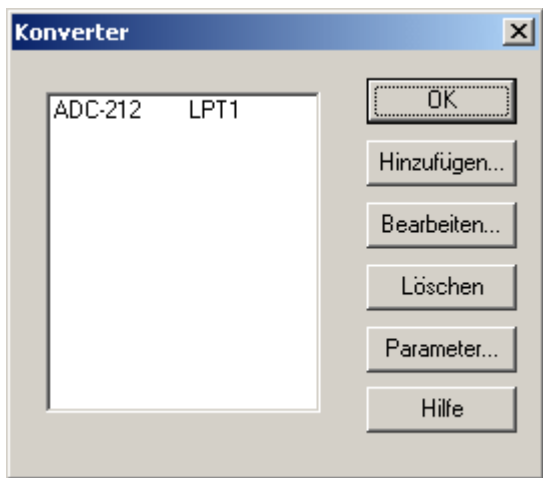 Konverter
ADC-212 LPT1
OK
Hinzufügen...
Bearbeiten...
Löschen
Parameter...
Hilfe